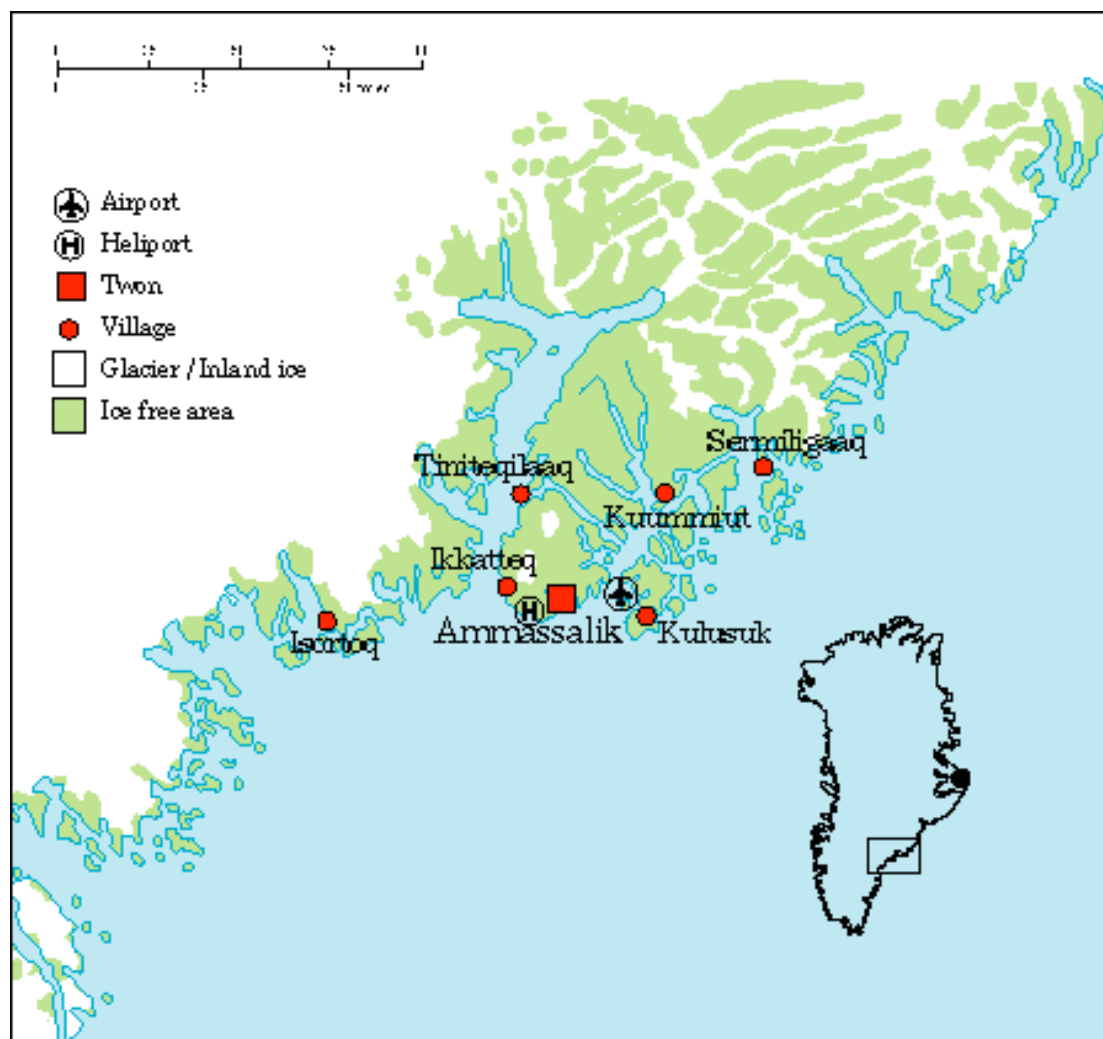 Airport
H Heliport
Twon
Village
Glacier / Inland ice
Ice free area
Sermiligaaq
Tiniteqilaaq
Kuummiut
Ikkatteq
H
Ammassalik
Kulusuk
Isortoq